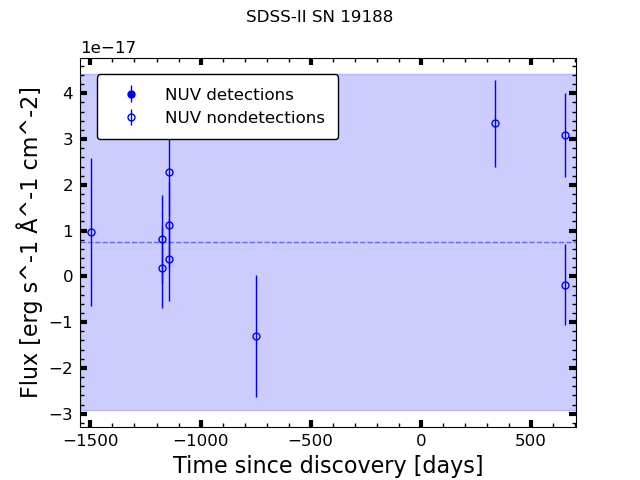 SDSS-II SN 19188
1e−17
NUV detections
NUV nondetections
4
3
2
1
0
−1
−2
−3
Flux [erg s^-1 Å^-1 cm^-2]
−1500 −1000 −500 0 500
Time since discovery [days]